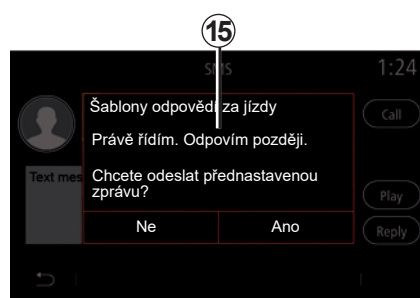 15
SMS
1:24
Šablony odpovědí za jízdy
Call
Právě řídím. Odpovím později.
Text mes
Chcete odeslat přednastavenou
zprávu?
Play
Ne
Ano
Reply